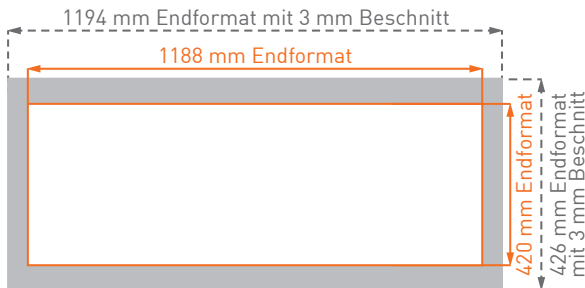 1194 mm Endformat mit 3 mm Beschnitt
1188 mm Endformat
420 mm Endformat
426 mm Endformat
mit 3 mm Beschnitt